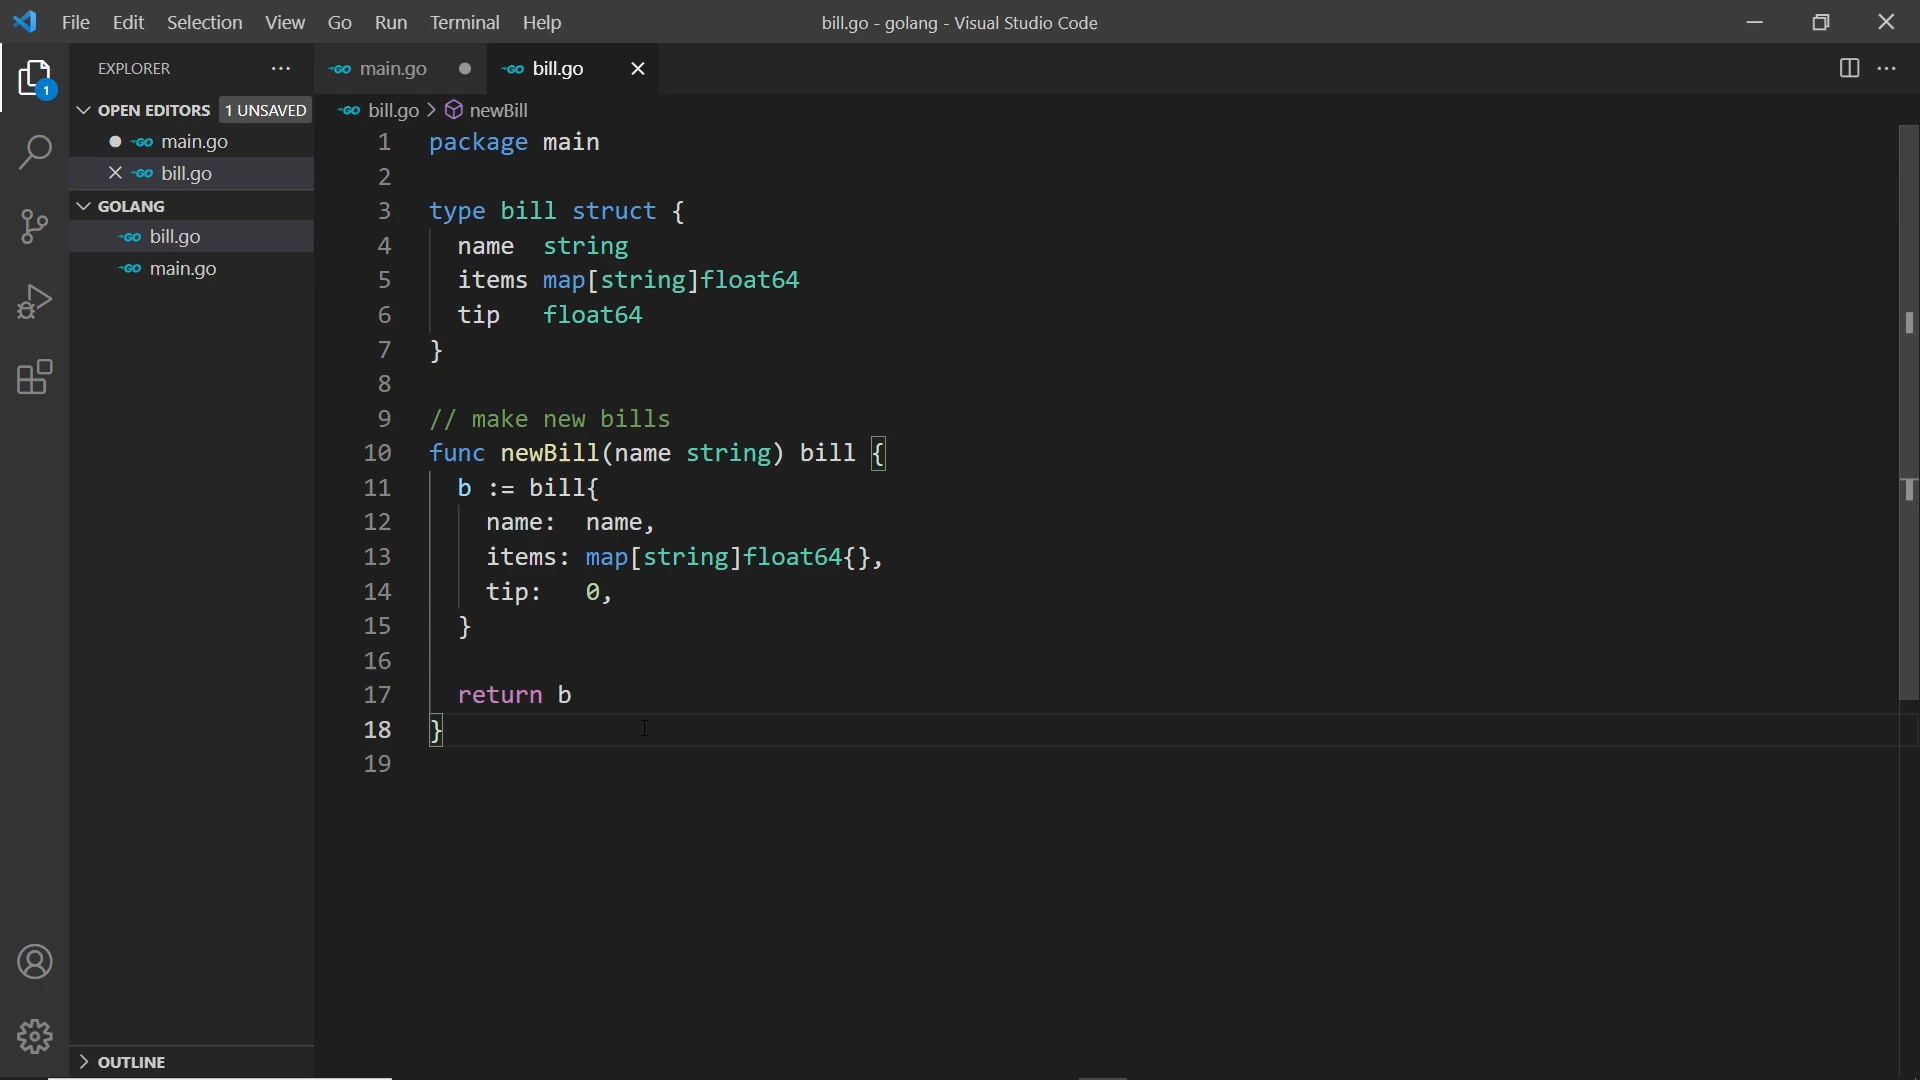 File Edit Selection View Go Run Terminal Help
bill.go - golang - Visual Studio Code
EXPLORER
main.go
bill.go
OPEN EDITORS 1 UNSAVED
bill.go > newBill
1
main.go
bill.go
GOLANG
bill.go
main.go
1 package main
2
3 type bill struct {
4 name string
5 items map[string]float64
6 tip float64
7 }
8
9 // make new bills
10 func newBill(name string) bill {
11 b := bill{
12 name: name,
13 items: map[string]float64{},
14 tip: 0,
15 }
16
17 return b
18 }
19
OUTLINE